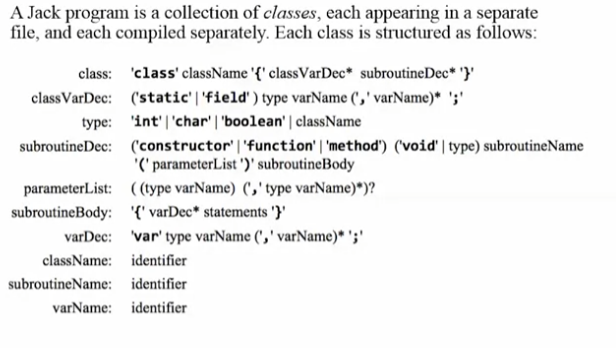 A Jack program is a collection of classes, each appearing in a separate
file, and each compiled separately. Each class is structured as follows:
class: 'class' className '{' classVarDec* subroutineDec* '}'
classVarDec: ('static' | 'field' ) type varName (',' varName)* ';'
type: 'int' | 'char' | 'boolean' | className
subroutineDec: ('constructor' | 'function' | 'method') ('void' | type) subroutineName
'(' parameterList ')' subroutineBody
parameterList: ( (type varName) (',' type varName)*)?
subroutineBody: '{' varDec* statements '}'
varDec: 'var' type varName (',' varName)* ';'
className: identifier
subroutineName: identifier
varName: identifier